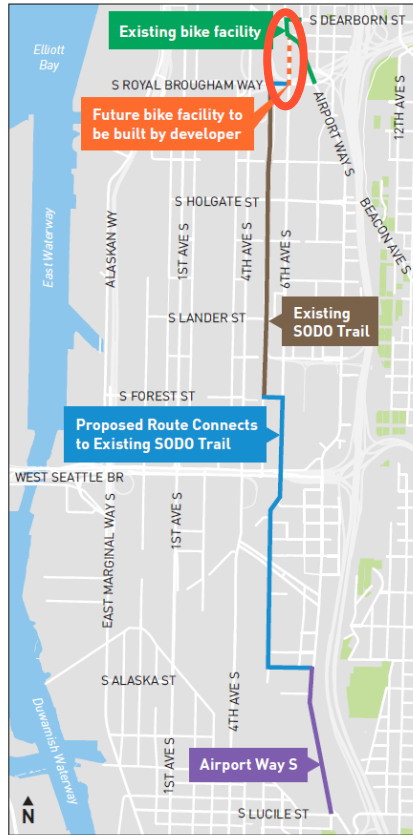 S DEARBORN ST
Existing bike facility
Elliott
Bay
S ROYAL BROUGHAM WAY
Future bike facility to
be built by developer
AIRPORT WAY S
12TH AVE S
BEACON AVE S
S HOLGATE ST
East Waterway
ALASKAN WY
1ST AVE S
4TH AVE S
6TH AVE S
Existing
SODO Trail
S LANDER ST
S FOREST ST
Proposed Route Connects
to Existing SODO Trail
WEST SEATTLE BR
EAST MARGINAL WAY S
1ST AVE S
S ALASKA ST
4TH AVE S
Duwamish Waterway
1ST AVE S
Airport Way S
S LUCILE ST
N